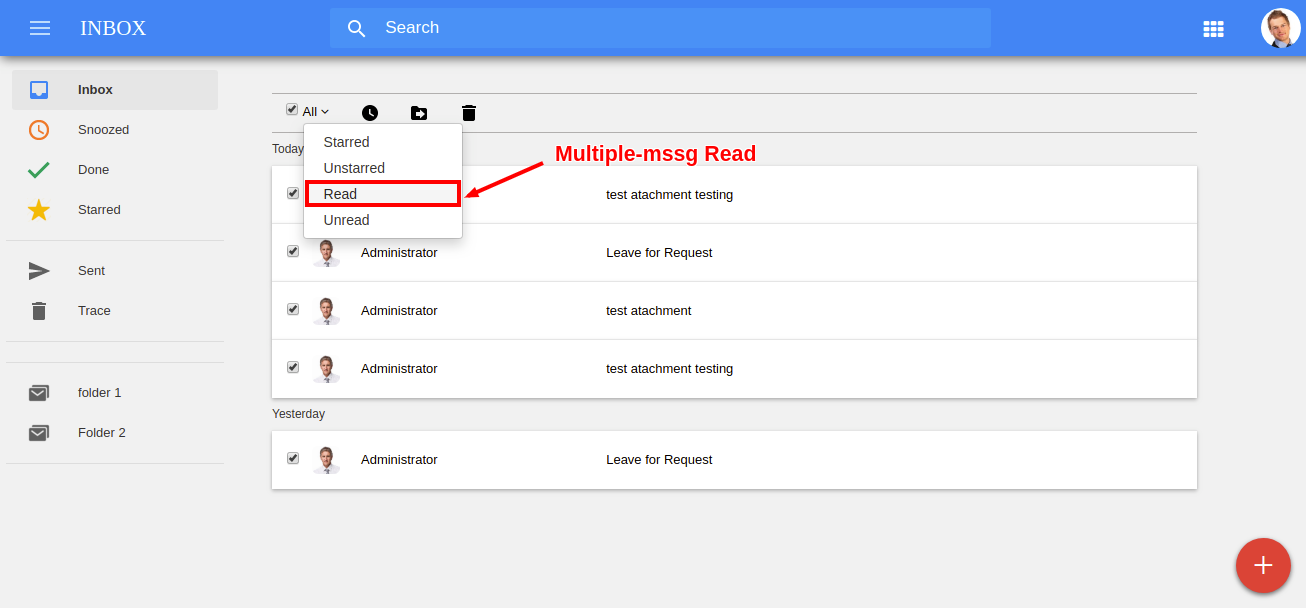 INBOX
Search
Inbox
Snoozed
Done
Starred
Sent
Trace
folder 1
Folder 2
All
Starred
Unstarred
Read
Unread
Multiple-mssg Read
Today
test atachment testing
Administrator Leave for Request
Administrator test atachment
Administrator test atachment testing
Yesterday
Administrator Leave for Request